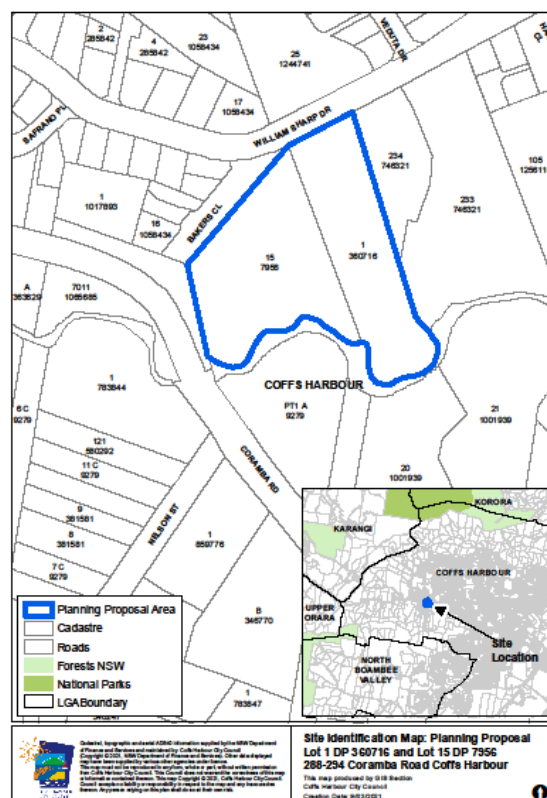 2
285842
4
285842
23
1058434
25
1244741
VEDUTA DR
17
1058434
SAFRANO PL
WILLIAM SHARP DR
234
746321
105
1
1017893
16
1058434
BAKERS CL
233
746321
15
7956
1
360716
A
363629
7011
1065685
1
783844
COFFS HARBOUR
PT1 A
9279
6 C
9279
121
580292
11 C
9279
CORAMBA RD
21
1001939
20
1001939
9
381581
8
381581
NELSON ST
1
859776
7 C
9279
B
346770
1
783847
KORORA
KARANGI
COFFS HARBOUR
UPPER
ORARA
Site
Location
NORTH
BOAMBEE
VALLEY
Planning Proposal Area
Cadastre
Roads
Forests NSW
National Parks
LGABoundary
Site Identification Map: Planning Proposal
Lot 1 DP 360716 and Lot 15 DP 7956
288-294 Coramba Road Coffs Harbour
This map produced by GIS Section
Coffs Harbour City Council